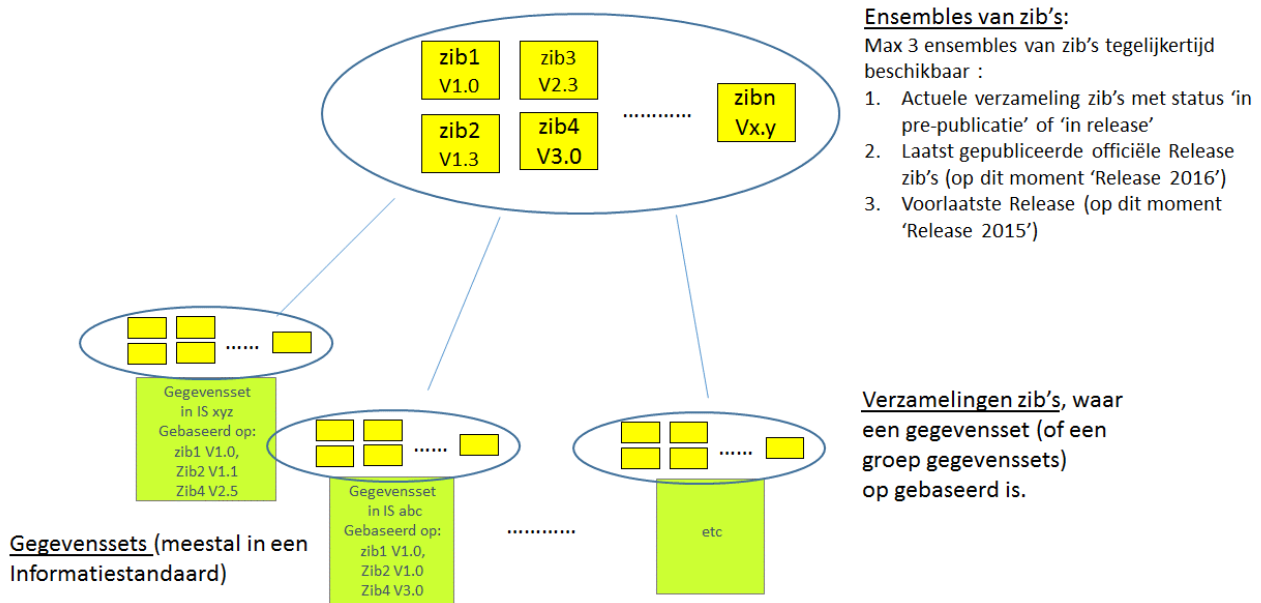 Ensembles van zib's:
Max 3 ensembles van zib's tegelijkertijd
beschikbaar :
1. Actuele verzameling zib's met status 'in
pre-publicatie' of 'in release'
2. Laatst gepubliceerde officiële Release
zib's (op dit moment 'Release 2016')
3. Voorlaatste Release (op dit moment
'Release 2015')
zib1
V1.0
zib3
V2.3
zib2
V1.3
zib4
V3.0
............
zibn
Vx.y
......
Gegevensset
in IS xyz
Gebaseerd op:
zib1 V1.0,
Zib2 V1.1
Zib4 V2.5
......
Gegevensset
in IS abc
Gebaseerd op:
zib1 V1.0,
Zib2 V1.0
Zib4 V3.0
............
......
etc
Verzamelingen zib's, waar
een gegevensset (of een
groep gegevenssets)
op gebaseerd is.
Gegevenssets (meestal in een
Informatiestandaard)